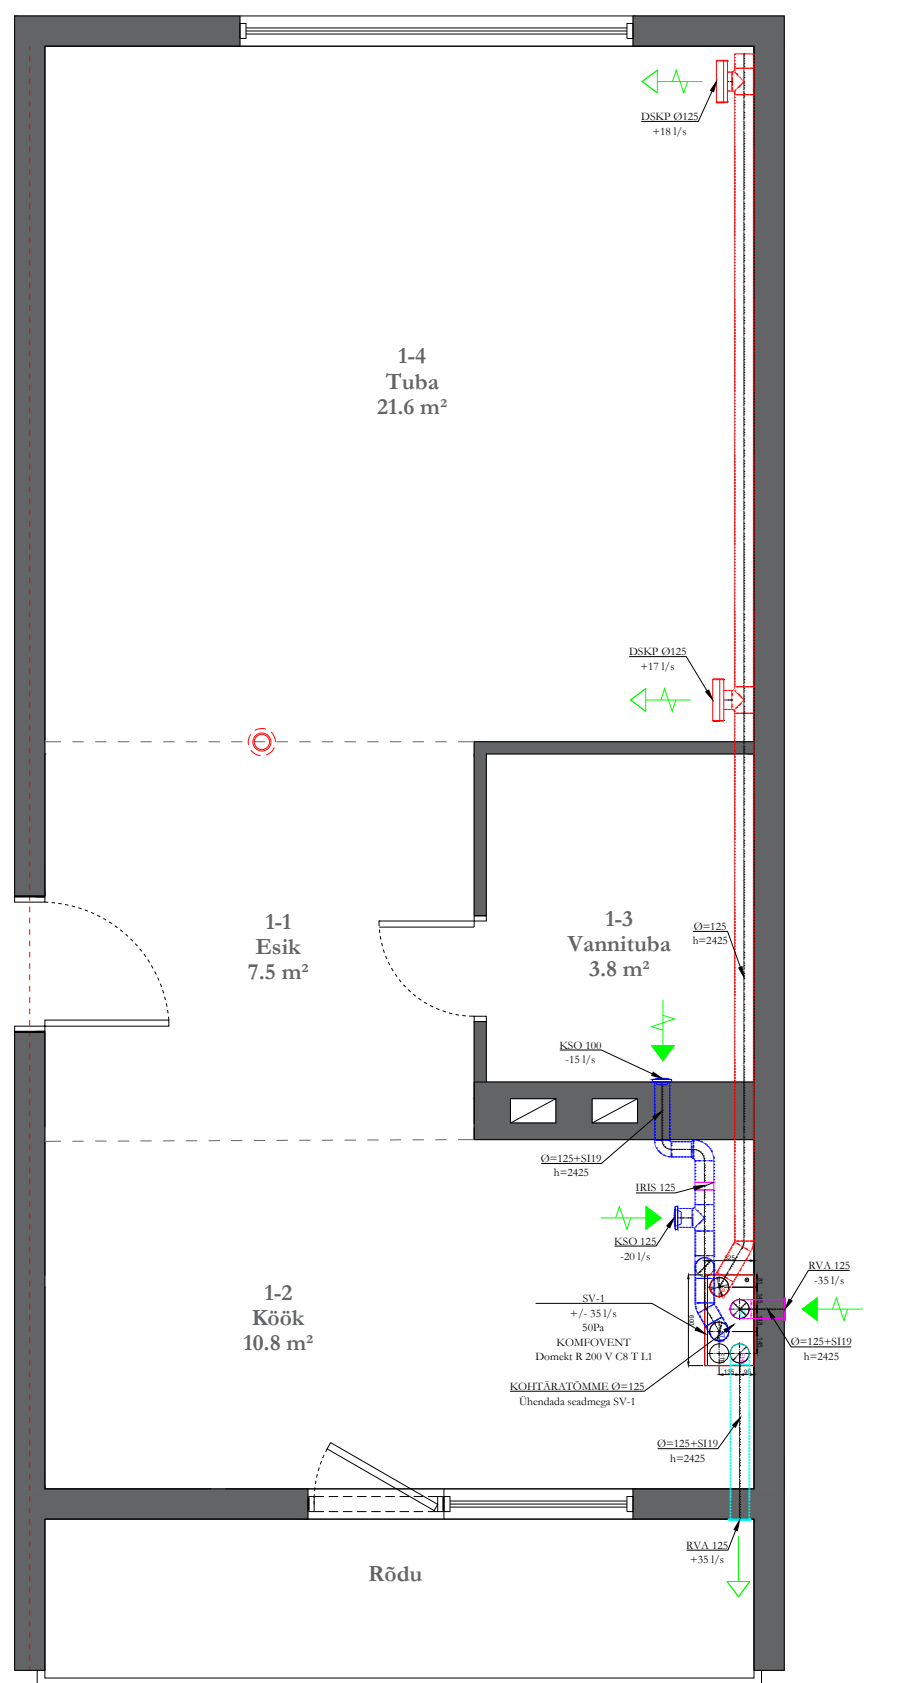 DSKP Ø125
+18 l/s
1-4
Tuba
21.6 m²
DSKP Ø125
+17 l/s
1-1
Esik
7.5 m²
1-3
Vannituba
3.8 m²
Ø=125
h=2425
KSO 100
-15 l/s
Ø=125+SI19
h=2425
IRIS 125
KSO 125
-20 l/s
1-2
Köök
10.8 m²
SV-1
+/- 35 l/s
50Pa
KOMFOVENT
Domekt R 200 V C8 T L1
RVA 125
-35 l/s
Ø=125+SI19
h=2425
KOHTÄRATÕMME Ø=125
Ühendada seadmega SV-1
Ø=125+SI19
h=2425
RVA 125
+35 l/s
Rõdu